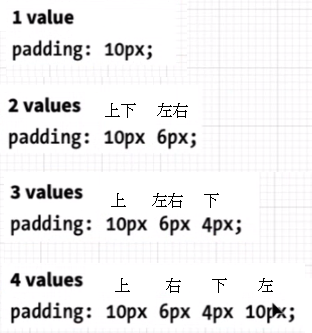 1 value
padding: 10px;
2 values 上下 左右
padding: 10px 6px;
3 values 上 左右 下
padding: 10px 6px 4px;
4 values 上 右 下 左
padding: 10px 6px 4px 10px;